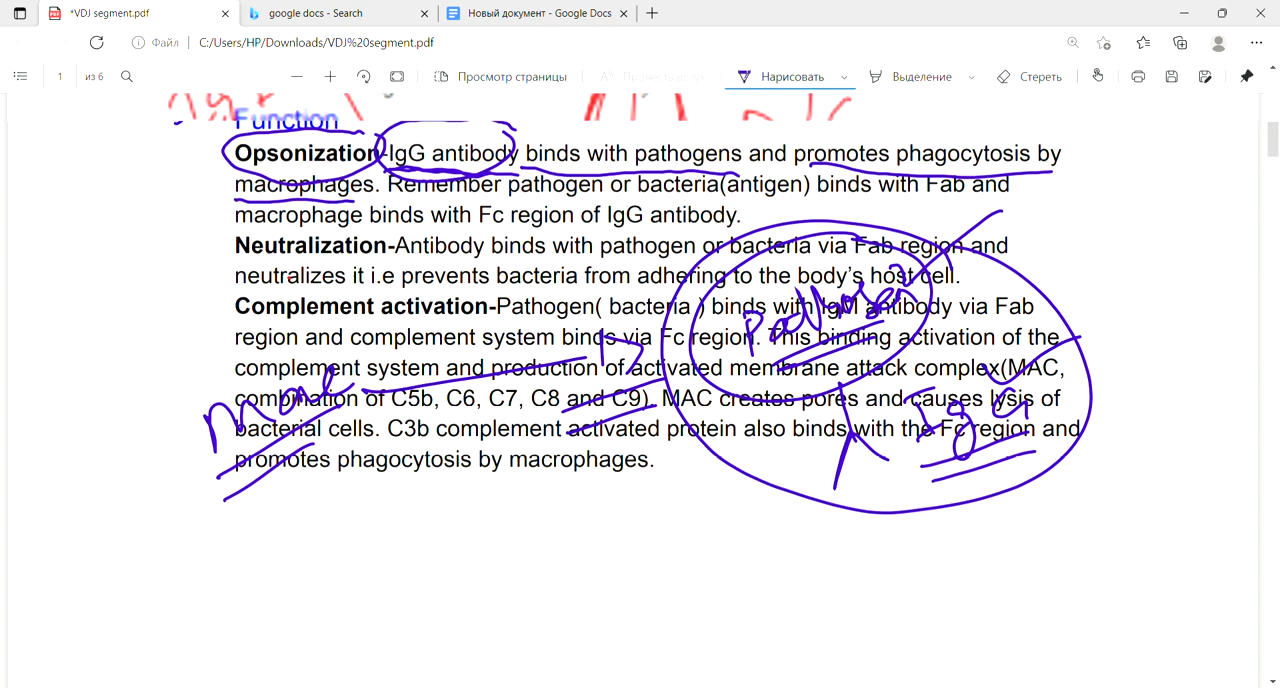 *VDJ segment.pdf
google docs - Search
Новый документ - Google Docs
Файл
C:/Users/HP/Downloads/VDJ%20segment.pdf
1 из 6
Просмотр страницы
Нарисовать
Выделение
Стереть
Function
Opsonization-IgG antibody binds with pathogens and promotes phagocytosis by
macrophages. Remember pathogen or bacteria(antigen) binds with Fab and
macrophage binds with Fc region of IgG antibody.
Neutralization-Antibody binds with pathogen or bacteria via Fab region and
neutralizes it i.e prevents bacteria from adhering to the body's host cell.
Complement activation-Pathogen( bacteria ) binds with IgM antibody via Fab
region and complement system binds via Fc region. This binding activation of the
complement system and production of activated membrane attack complex(MAC,
combination of C5b, C6, C7, C8 and C9). MAC creates pores and causes lysis of
bacterial cells. C3b complement activated protein also binds with the Fc region and
promotes phagocytosis by macrophages.
Pathogen
IgG